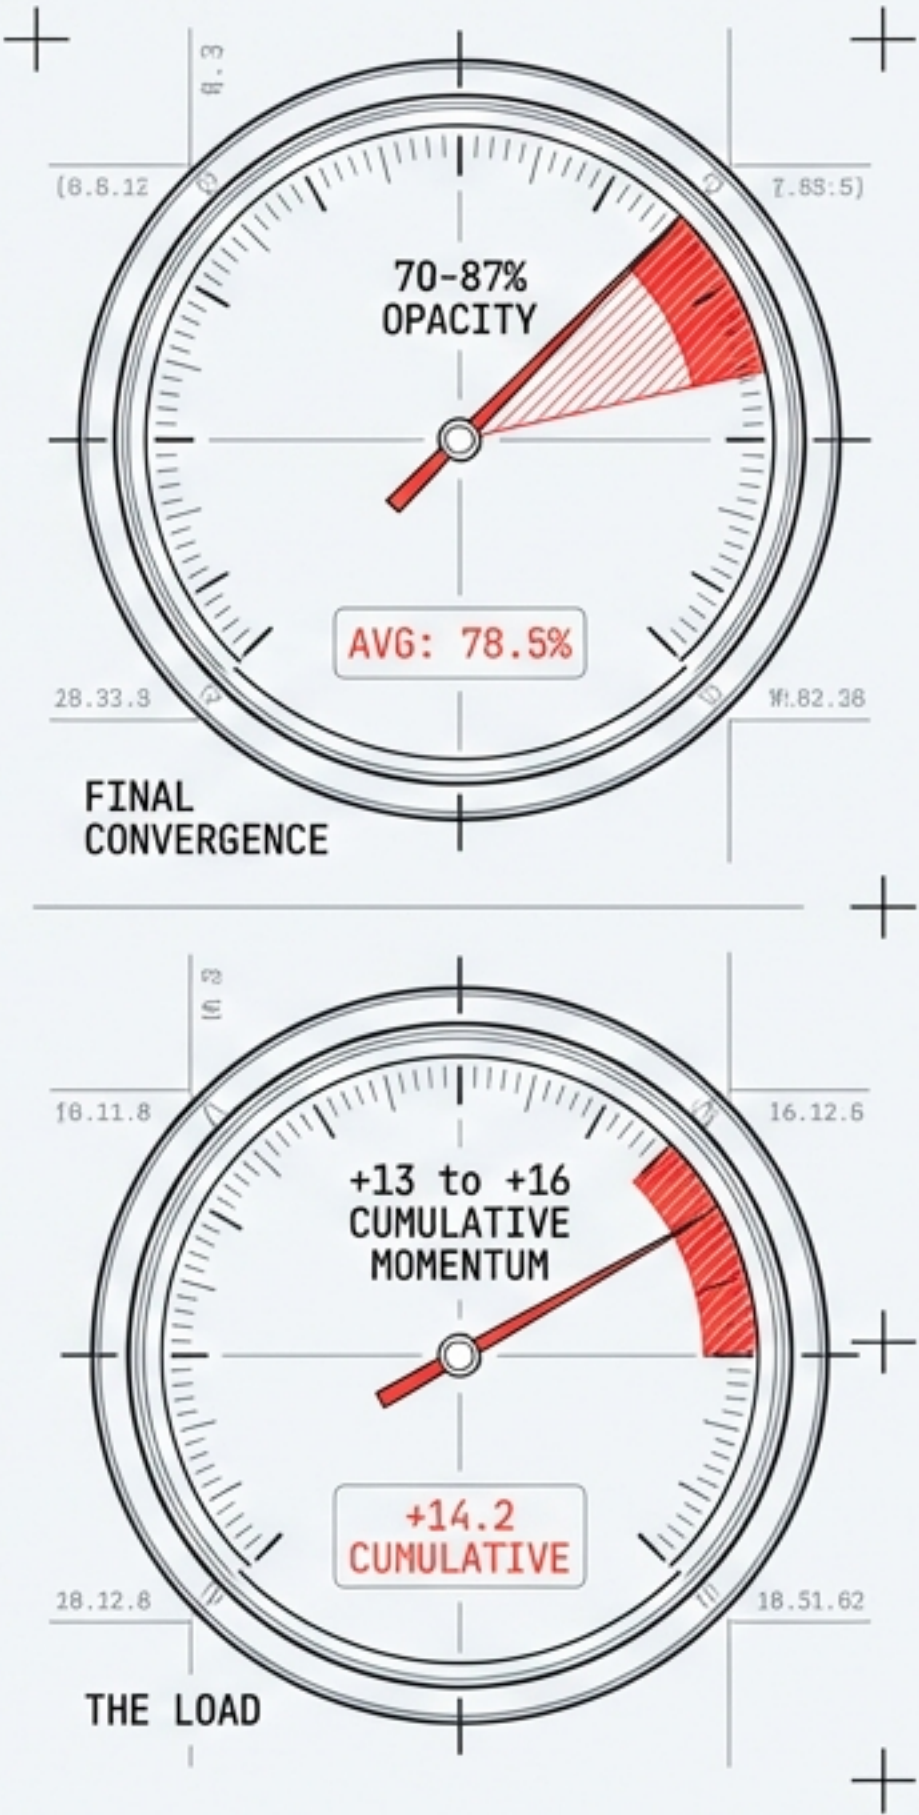 70-87%
OPACITY
AVG: 78.5%
28.33.3
FINAL
CONVERGENCE
16.12.6
+13 to +16
CUMULATIVE
MOMENTUM
+14.2
CUMULATIVE
28.12.8
18.51.62
THE LOAD